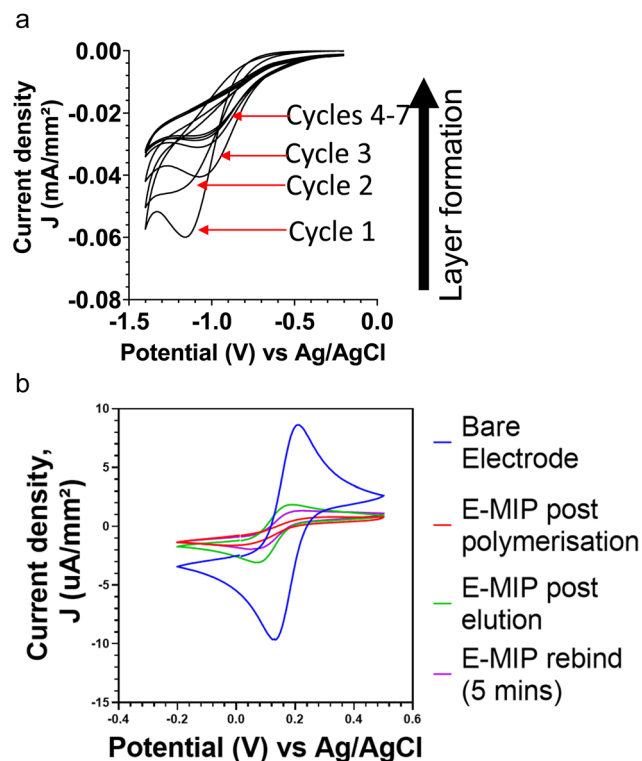 a
0.00
-0.02
-0.04
-0.06
-0.08
Current density
J (mA/mm²)
Cycles 4-7
Cycle 3
Cycle 2
Cycle 1
Layer formation
-1.5
-1.0
-0.5
0.0
Potential (V) vs Ag/AgCl
b
10
5
0
-5
-10
-15
Current density,
J (uA/mm²)
-0.4
-0.2
0.0
0.2
0.4
0.6
Potential (V) vs Ag/AgCl
Bare
Electrode
E-MIP post
polymerisation
E-MIP post
elution
E-MIP rebind
(5 mins)